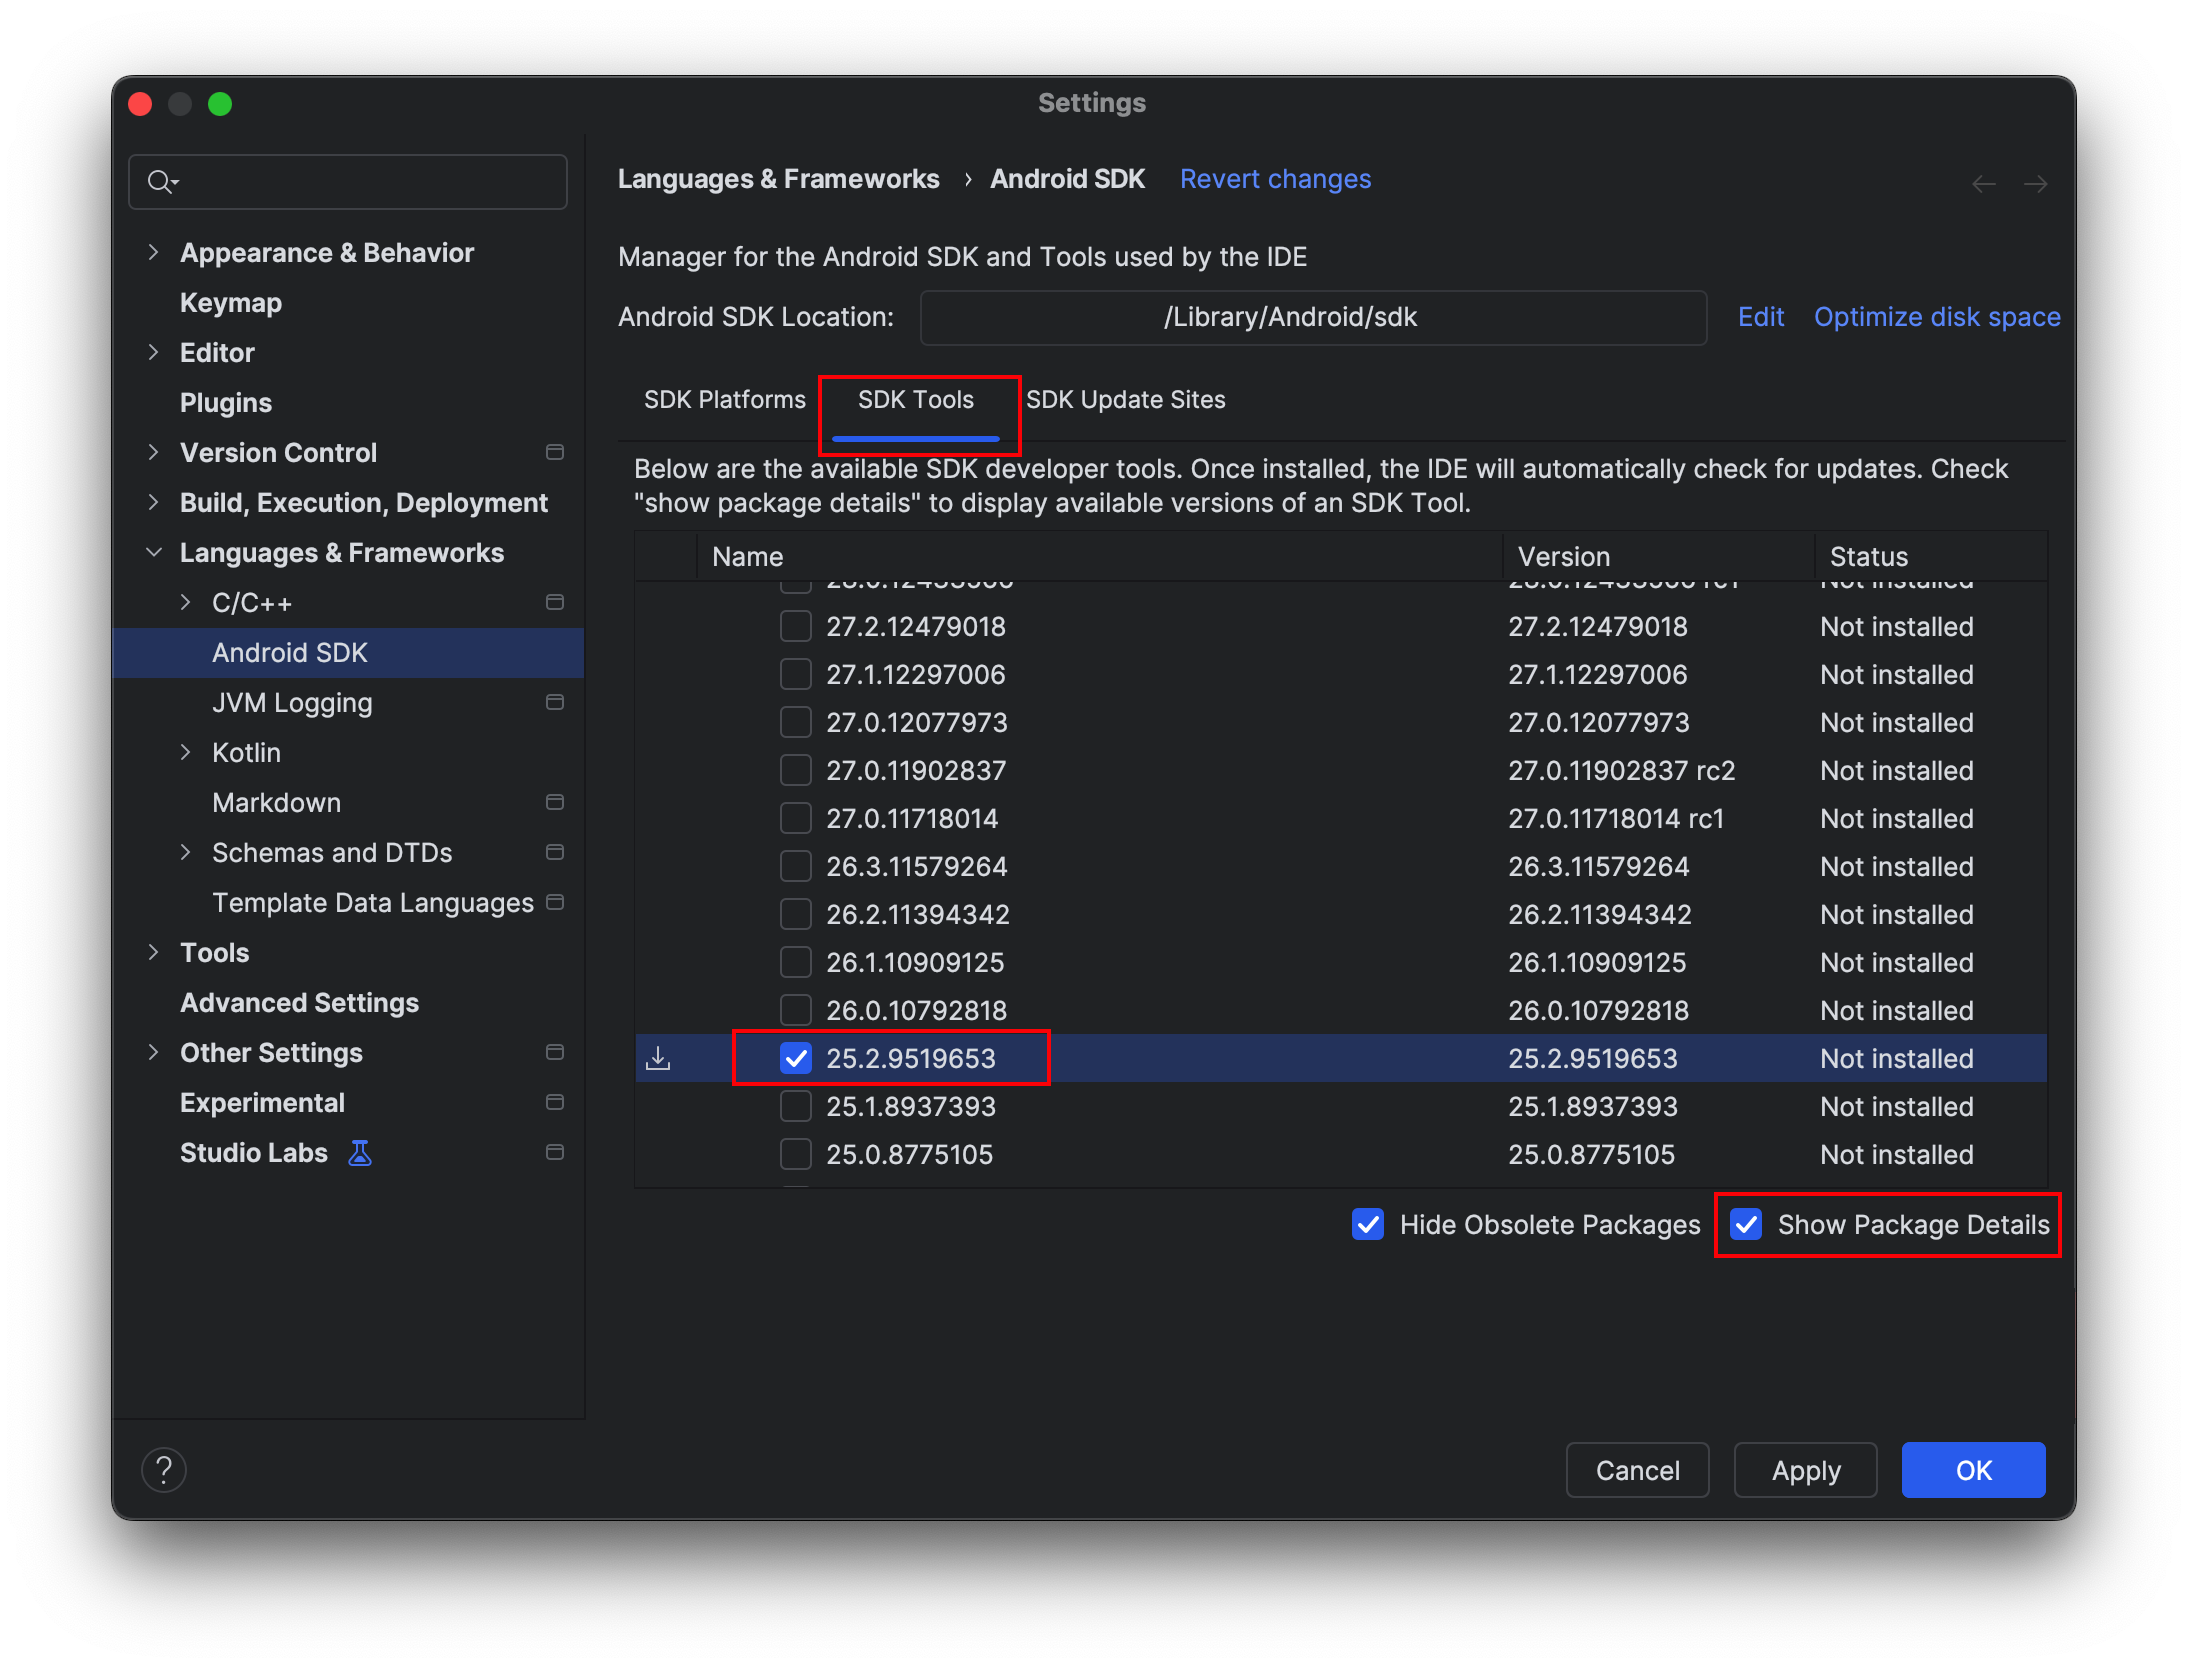 Settings
Appearance & Behavior
Keymap
Editor
Plugins
Version Control
Build, Execution, Deployment
Languages & Frameworks
C/C++
Android SDK
JVM Logging
Kotlin
Markdown
Schemas and DTDs
Template Data Languages
Tools
Advanced Settings
Other Settings
Experimental
Studio Labs
Languages & Frameworks › Android SDK Revert changes
Manager for the Android SDK and Tools used by the IDE
Android SDK Location: /Library/Android/sdk Edit Optimize disk space
SDK Platforms SDK Tools SDK Update Sites
Below are the available SDK developer tools. Once installed, the IDE will automatically check for updates. Check
"show package details" to display available versions of an SDK Tool.
Name Version Status
Not installed
27.2.12479018 27.2.12479018 Not installed
27.1.12297006 27.1.12297006 Not installed
27.0.12077973 27.0.12077973 Not installed
27.0.11902837 27.0.11902837 rc2 Not installed
27.0.11718014 27.0.11718014 rc1 Not installed
26.3.11579264 26.3.11579264 Not installed
26.2.11394342 26.2.11394342 Not installed
26.1.10909125 26.1.10909125 Not installed
26.0.10792818 26.0.10792818 Not installed
25.2.9519653 25.2.9519653 Not installed
25.1.8937393 25.1.8937393 Not installed
25.0.8775105 25.0.8775105 Not installed
Hide Obsolete Packages Show Package Details
? Cancel Apply OK